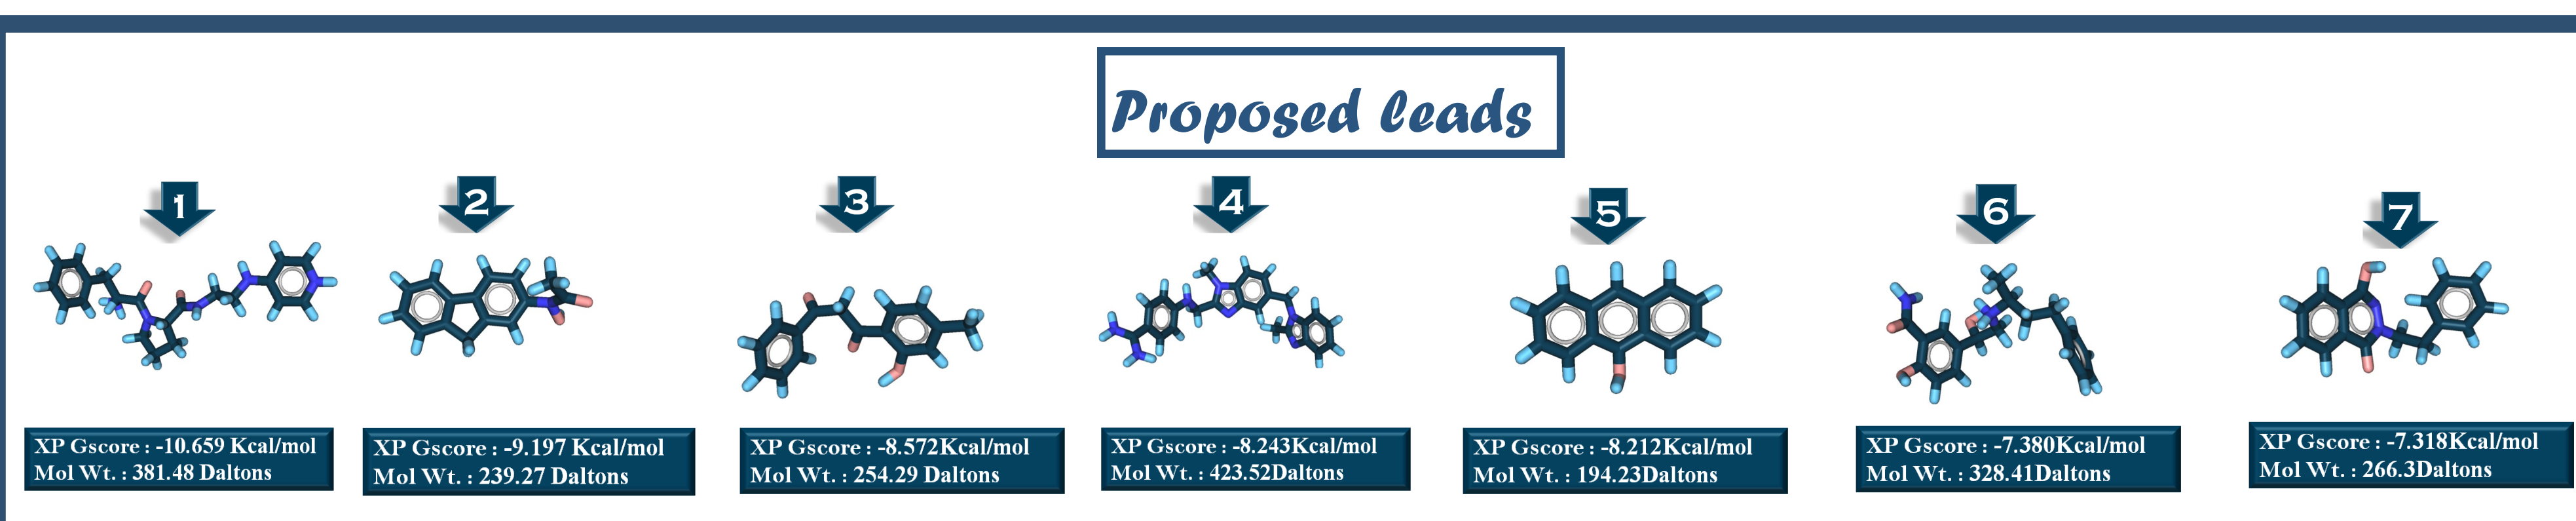 Proposed leads
1
2
3
4
5
6
7
XP Gscore : -10.659 Kcal/mol
Mol Wt. : 381.48 Daltons
XP Gscore : -9.197 Kcal/mol
Mol Wt. : 239.27 Daltons
XP Gscore : -8.572Kcal/mol
Mol Wt. : 254.29 Daltons
XP Gscore : -8.243Kcal/mol
Mol Wt. : 423.52Daltons
XP Gscore : -8.212Kcal/mol
Mol Wt. : 194.23Daltons
XP Gscore : -7.380Kcal/mol
Mol Wt. : 328.41Daltons
XP Gscore : -7.318Kcal/mol
Mol Wt. : 266.3Daltons